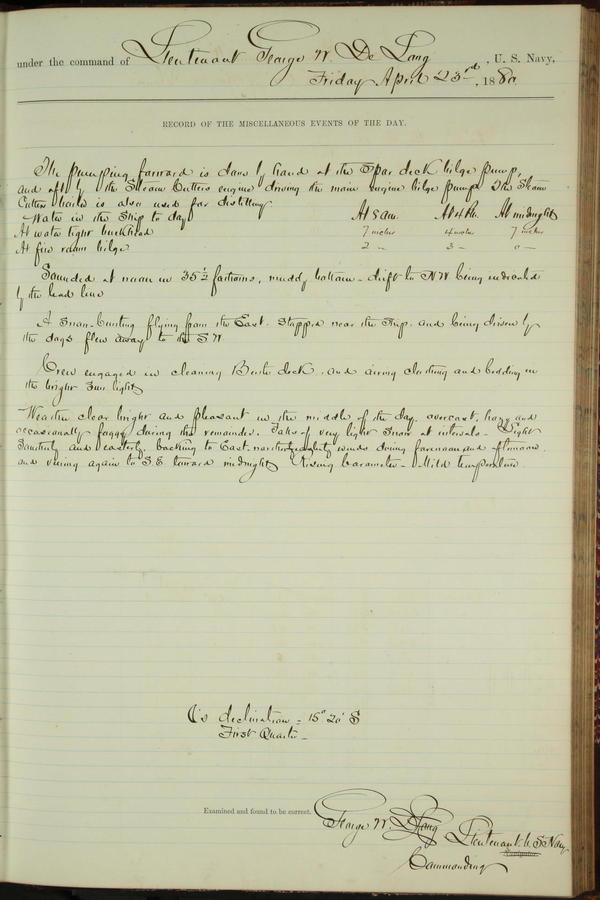 under the command of Lieutenant George W. De Long, U. S. Navy,
Friday April 23rd, 1880
RECORD OF THE MISCELLANEOUS EVENTS OF THE DAY.
The pumping forward is done by hand at the Spar deck bilge pump,
and aft by the Steam Cutters engine driving the main engine bilge pump. The Steam
Cutter boiler is also used for distilling
Water in the Ship to day At 8 am. At 4 Pm. At midnight
At water tight bulkhead 7 inches 4 inches 7 inches
At fire room bilge 2 " 3 " 0 "
Sounded at noon in 35½ fathoms, muddy bottom - drift to NW being indicated
by the lead line
A Snow-bunting flying from the East. Stopped near the Ship. and being driven by
the dogs flew away to the SW
Crew engaged in cleaning Berth deck, and airing clothing and bedding in
the bright Sun light
Weather clear bright and pleasant in the middle of the day. overcast, hazy and
occasionally foggy during the remainder. Falls of very light Snow at intervals - Light
Southerly and easterly, backing to East-northeasterly winds during forenoon and afternoon
and veering again to S.E. toward midnight Rising barometer - Mild temperature.
☾'s declination = 15° 20' S
First Quarter -
Examined and found to be correct.
George W. De Long Lieutenant U. S. Navy
Commanding